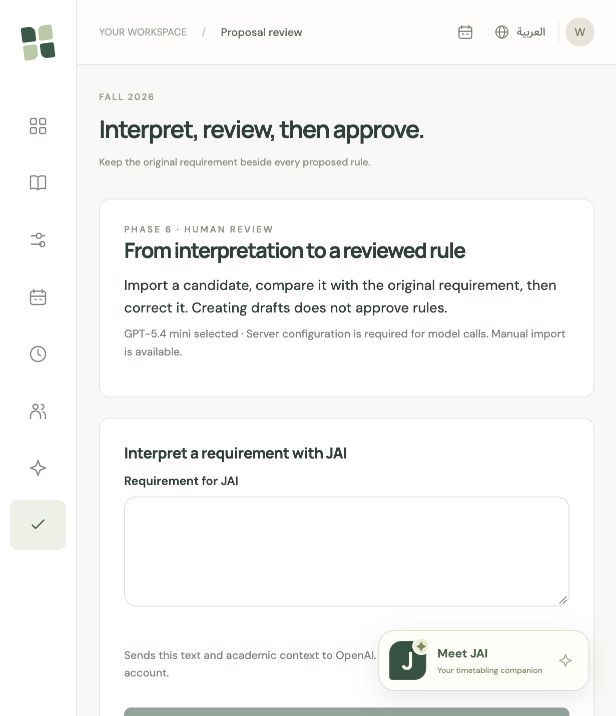 YOUR WORKSPACE / Proposal review
العربية
W
FALL 2026
Interpret, review, then approve.
Keep the original requirement beside every proposed rule.
PHASE 6 · HUMAN REVIEW
From interpretation to a reviewed rule
Import a candidate, compare it with the original requirement, then
correct it. Creating drafts does not approve rules.
GPT-5.4 mini selected · Server configuration is required for model calls. Manual import
is available.
Interpret a requirement with JAI
Requirement for JAI
Sends this text and academic context to OpenAI.
account.
J
Meet JAI
Your timetabling companion